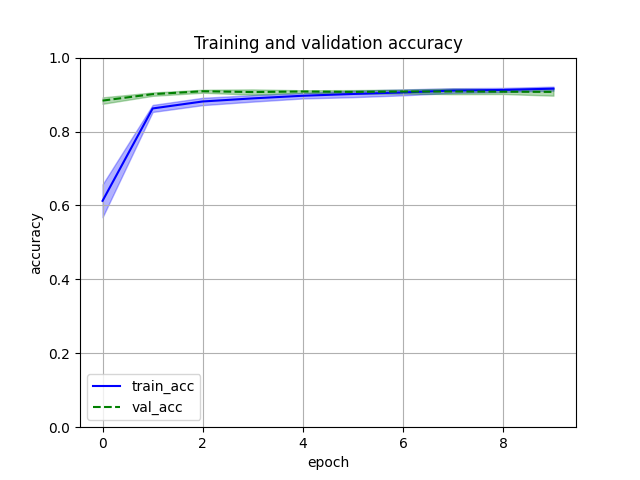 Training and validation accuracy
1.0
0.8
0.6
0.4
0.2
0.0
accuracy
train_acc
val_acc
0 2 4 6 8
epoch